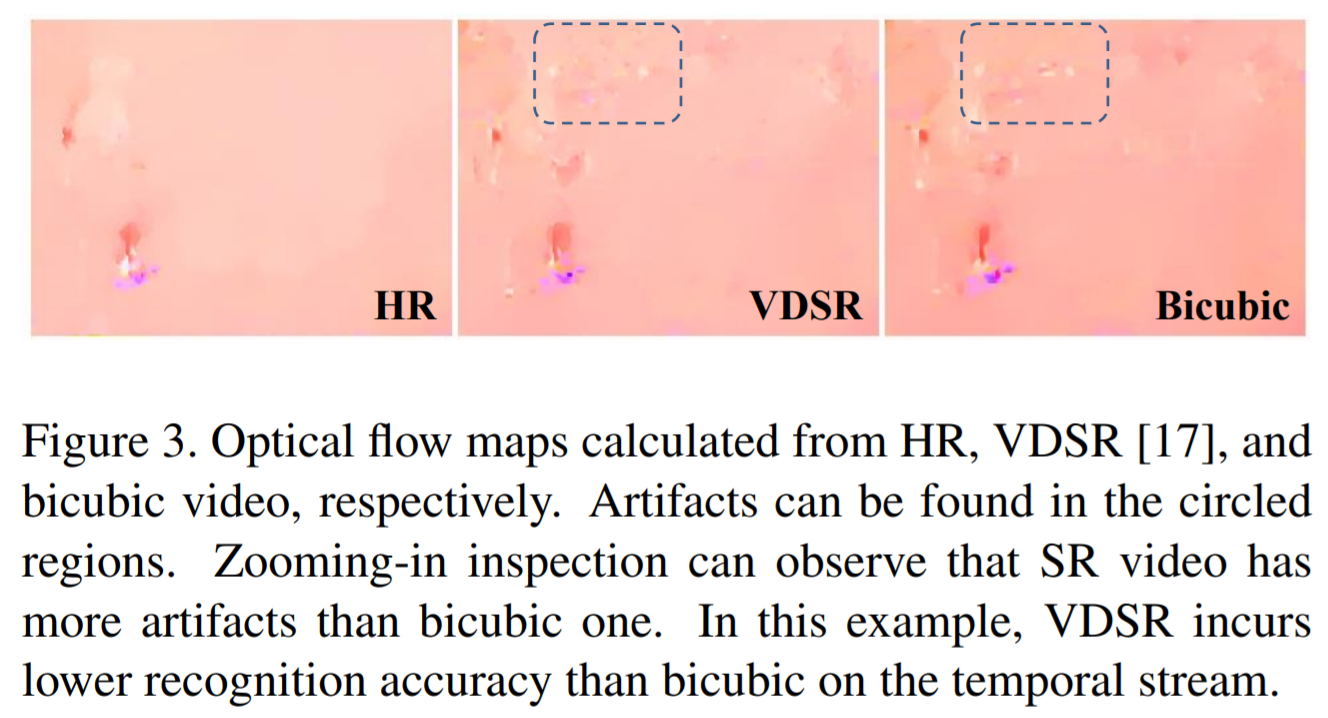 HR
VDSR
Bicubic
Figure 3. Optical flow maps calculated from HR, VDSR [17], and
bicubic video, respectively. Artifacts can be found in the circled
regions. Zooming-in inspection can observe that SR video has
more artifacts than bicubic one. In this example, VDSR incurs
lower recognition accuracy than bicubic on the temporal stream.